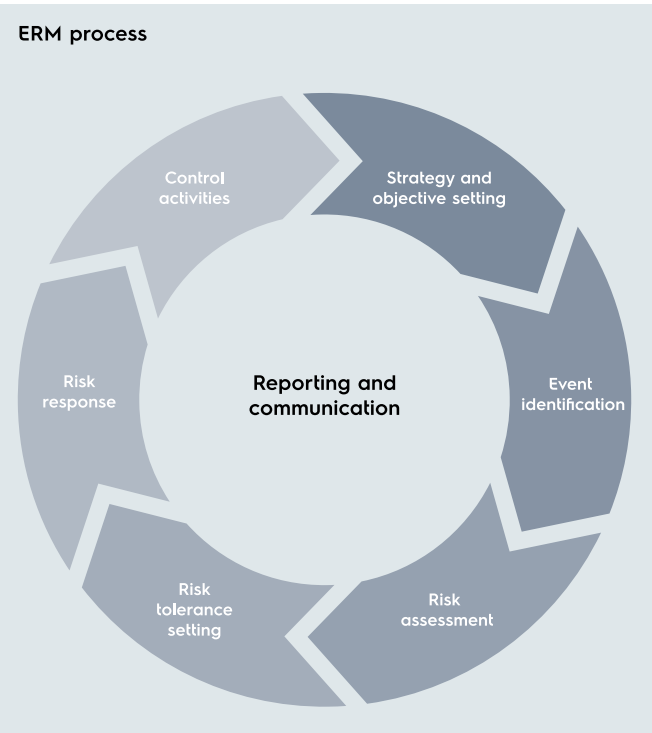 ERM process
Control
activities
Strategy and
objective setting
Risk
response
Reporting and
communication
Event
identification
Risk
tolerance
setting
Risk
assessment